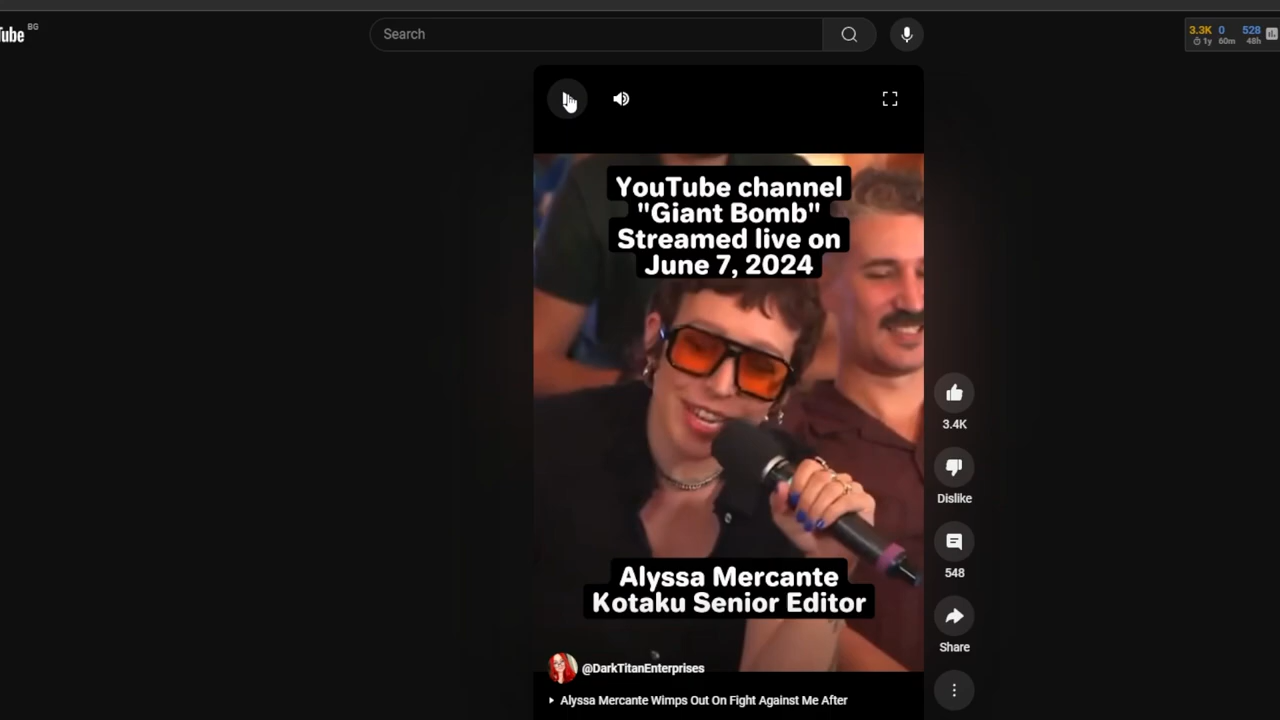 Tube BG
Search
3.3K 0 528
1y 60m 48h
YouTube channel
"Giant Bomb"
Streamed live on
June 7, 2024
Alyssa Mercante
Kotaku Senior Editor
3.4K
Dislike
548
Share
@DarkTitanEnterprises
Alyssa Mercante Wimps Out On Fight Against Me After